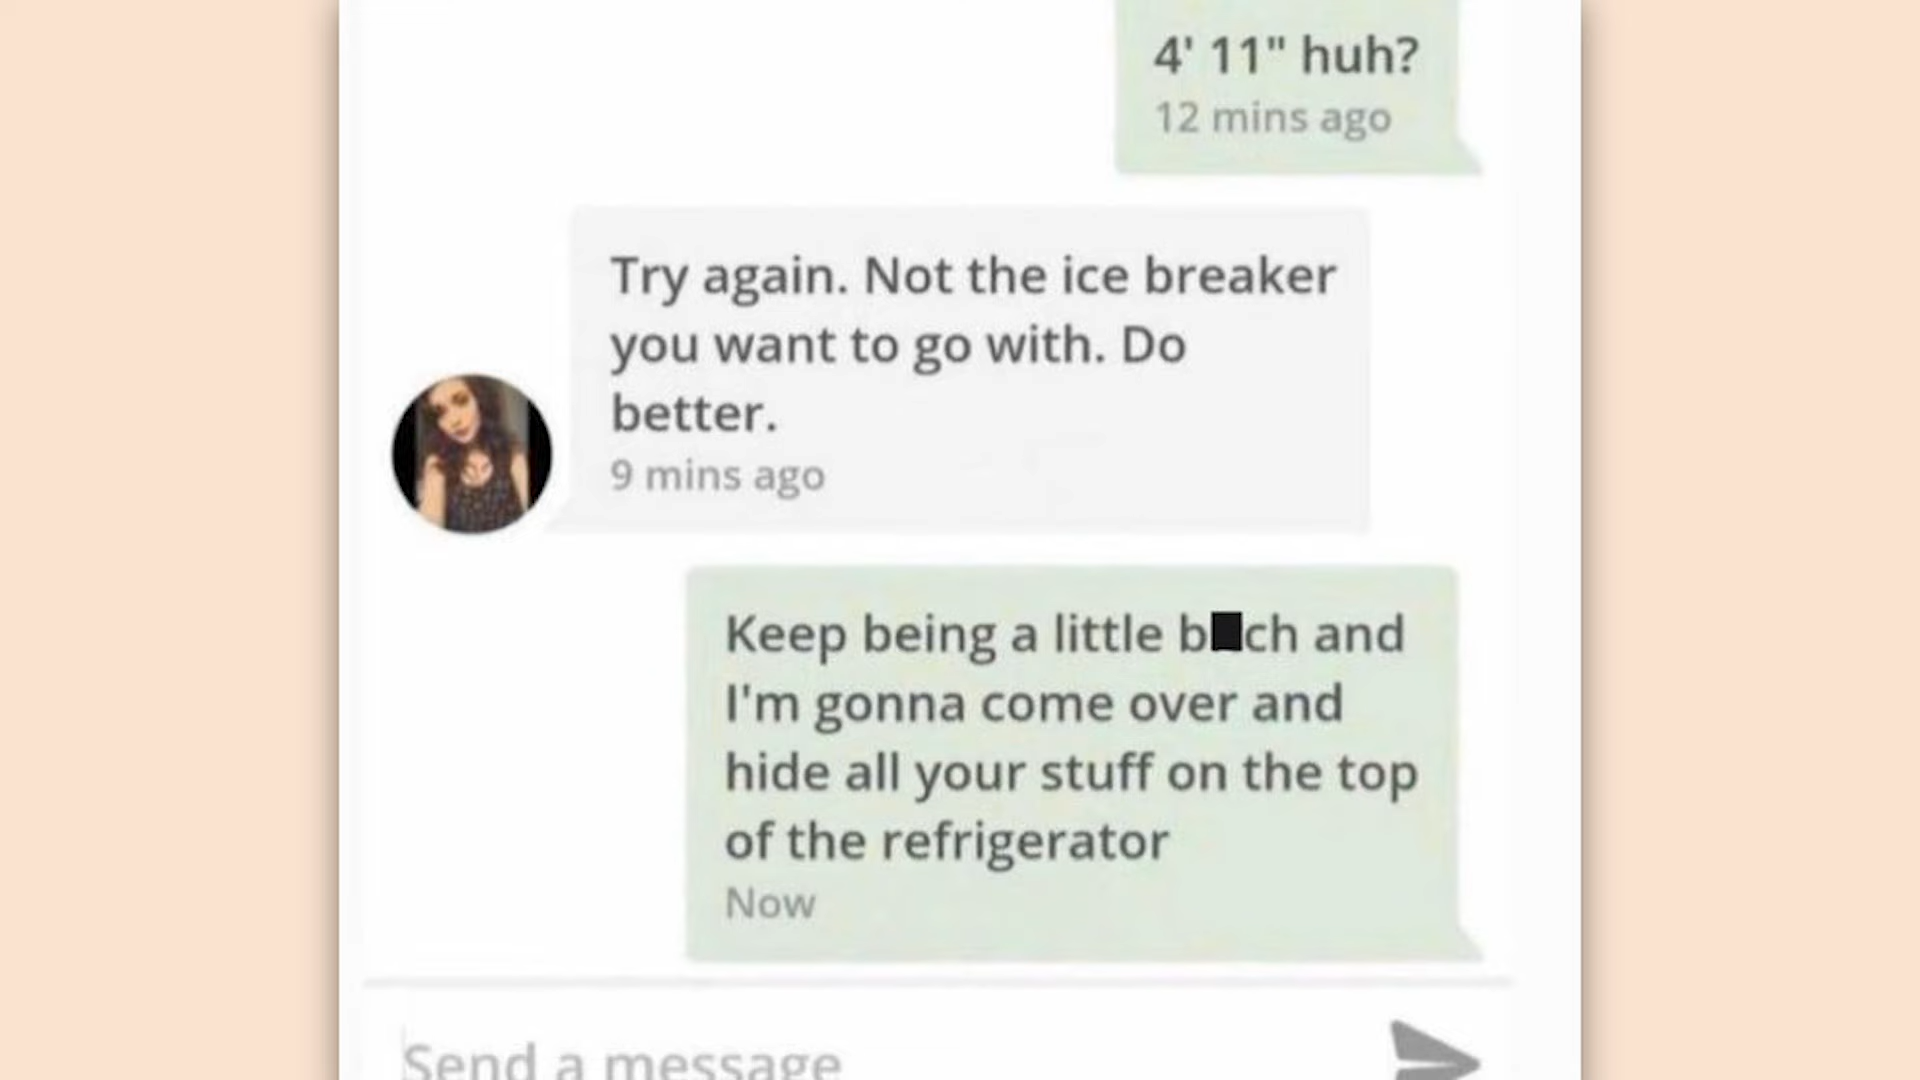 4' 11" huh?
12 mins ago
Try again. Not the ice breaker
you want to go with. Do
better.
9 mins ago
Keep being a little b■ch and
I'm gonna come over and
hide all your stuff on the top
of the refrigerator
Now
Send a message